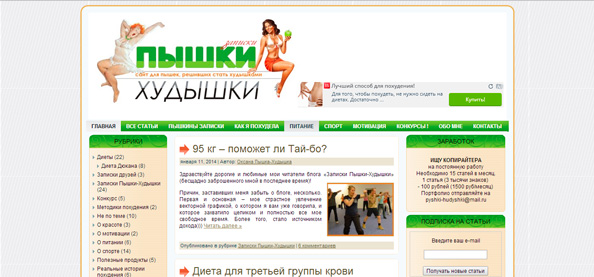 записки
ПЫШКИ
сайт для пышек, решивших стать худышками
ХУДЫШКИ
Лучший способ для похудения!
Для того, чтобы похудеть, не нужно сидеть на
диетах. Достаточно ...
Купить!
ГЛАВНАЯ ВСЕ СТАТЬИ ПЫШКИНЫ ЗАПИСКИ КАК Я ПОХУДЕЛА ПИТАНИЕ СПОРТ МОТИВАЦИЯ КОНКУРСЫ ! ОБО МНЕ КОНТАКТЫ
РУБРИКИ
Диеты (22)
Диета Дюкана (8)
Записки друзей (3)
Записки Пышки-Худышки
(24)
Конкурс (5)
Методики похудения (2)
Не по теме (10)
О красоте (3)
О мотивации (2)
О питании (6)
О спорте (14)
Полезные продукты (5)
Реальные истории
похудения (26)
95 кг – поможет ли Тай-бо?
января 11, 2014 | Автор: Оксана Пышка-Худышка
Здравствуйте, дорогие и любимые мои читатели блога «Записки Пышки-Худышки»
(бесщадно заброшенного мной в последнее время)!
Причин, заставивших меня забыть о блоге, несколько.
Первая и основная – мое страстное увлечение
векторной графикой, о котором я вам уже говорила, и
которое захватило целиком и полностью все мое
свободное время. Более того, стало источником
дохода))) Читать далее »
Опубликовано в рубрике Записки Пышки-Худышки | 6 комментариев
Диета для третьей группы крови
ЗАРАБОТОК
ИЩУ КОПИРАЙТЕРА
на постоянную работу
Необходимо 15 статей в месяц,
1 статья (3 тысячи знаков)
- 100 рублей (1500 руб/месяц)
Портфолио отправляйте на
pyshki-hudyshki@mail.ru
ПОДПИСКА НА СТАТЬИ
Введите ваш e-mail
Получать новые статьи